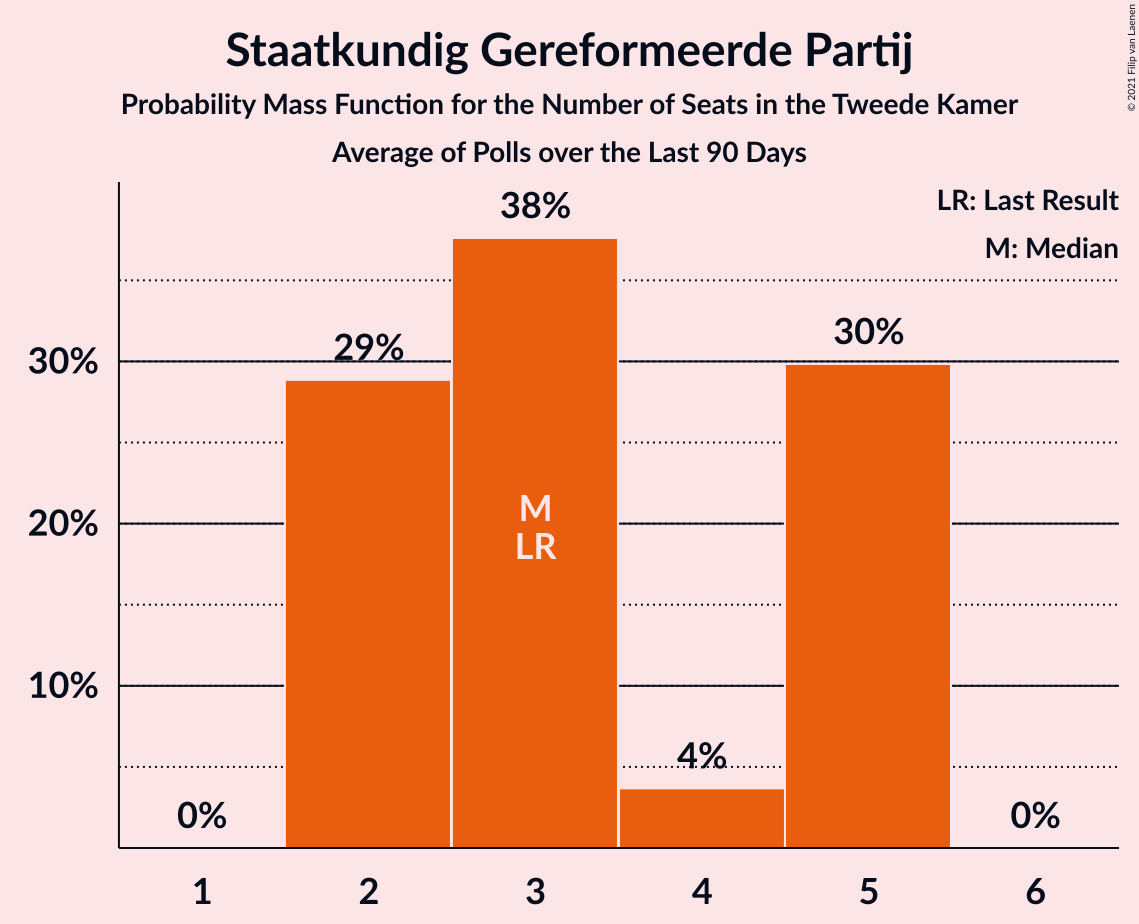 Staatkundig Gereformeerde Partij
Probability Mass Function for the Number of Seats in the Tweede Kamer
Average of Polls over the Last 90 Days
© 2021 Filip van Laenen
LR: Last Result
M: Median
38%
30%
29%
30%
M
LR
20%
10%
4%
0%
0%
1 2 3 4 5 6